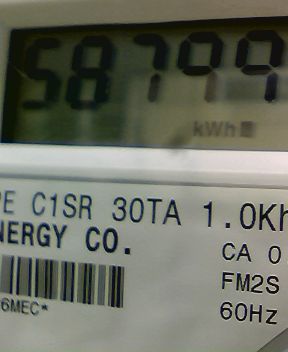 58799
kWh
PE C1SR 30TA 1.0Kh
NERGY CO.
CA 0
FM2S
60Hz
6MEC*